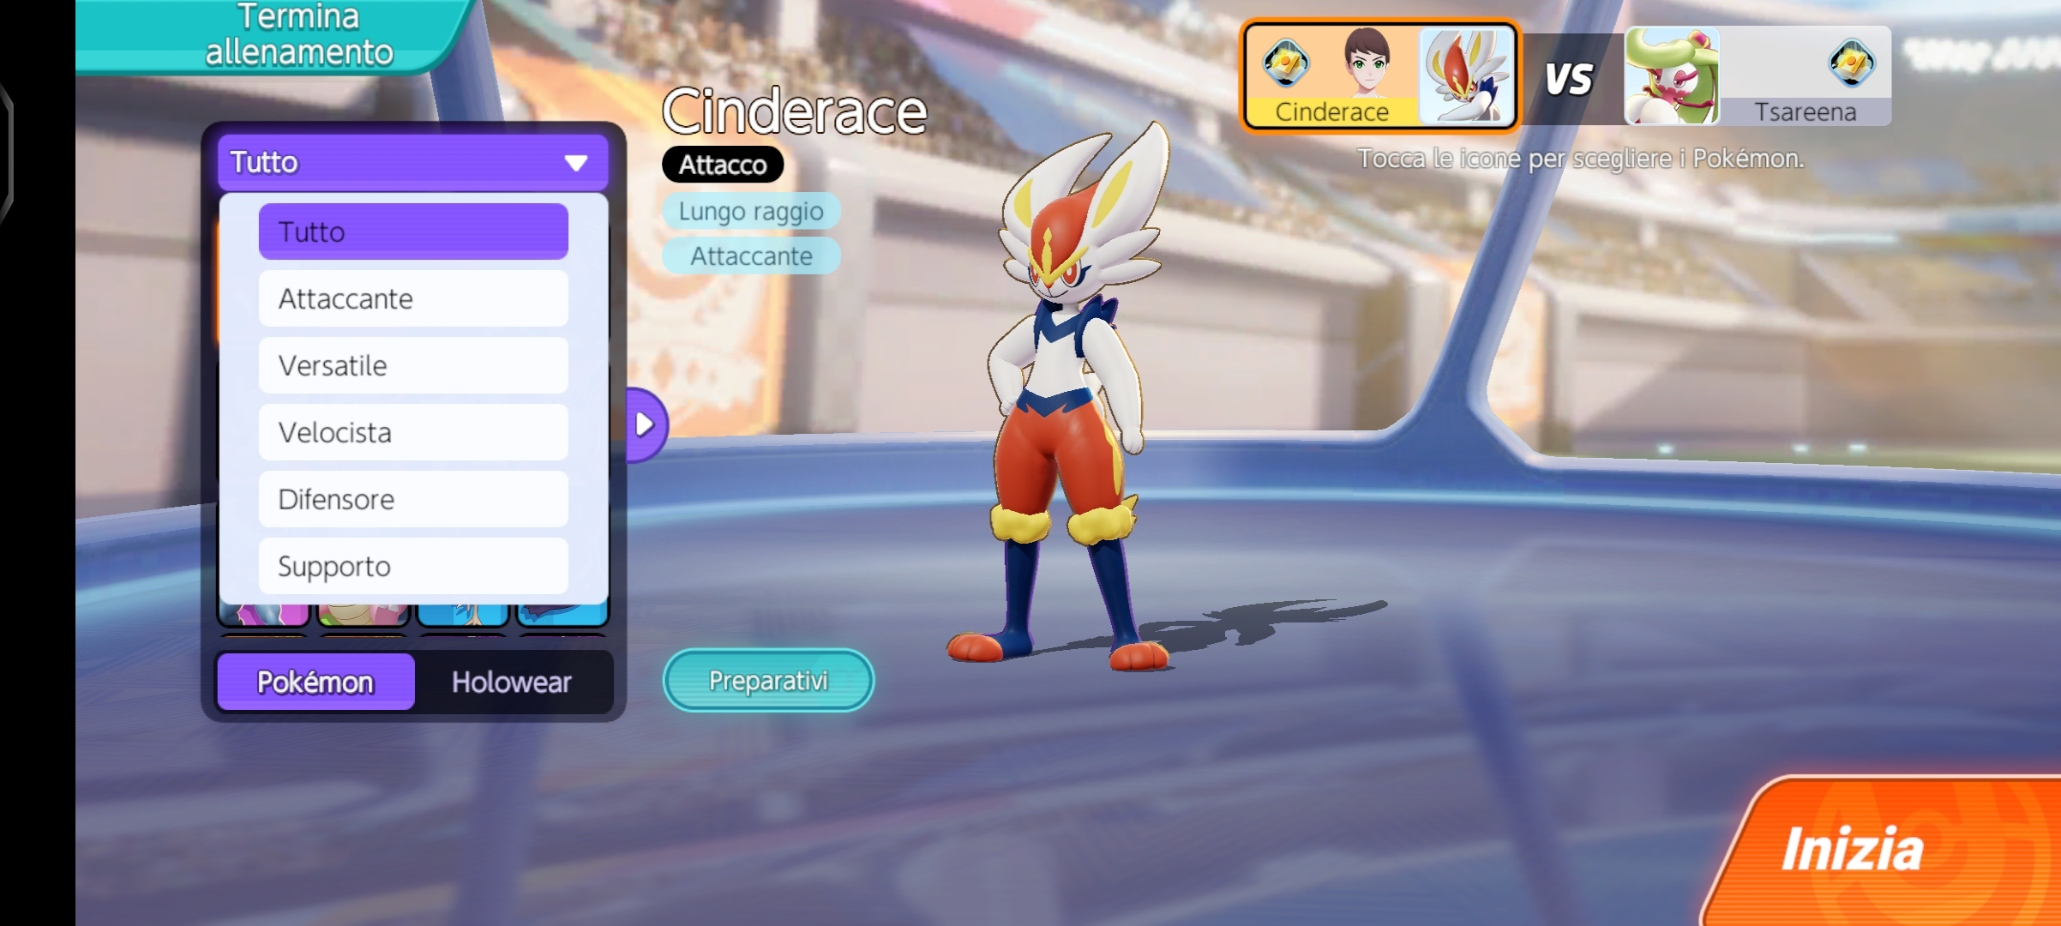 Termina
allenamento
Tutto
Tutto
Attaccante
Versatile
Velocista
Difensore
Supporto
Pokémon
Holowear
Cinderace
Attacco
Lungo raggio
Attaccante
Preparativi
Cinderace
VS
Tsareena
Tocca le icone per scegliere i Pokémon.
Inizia